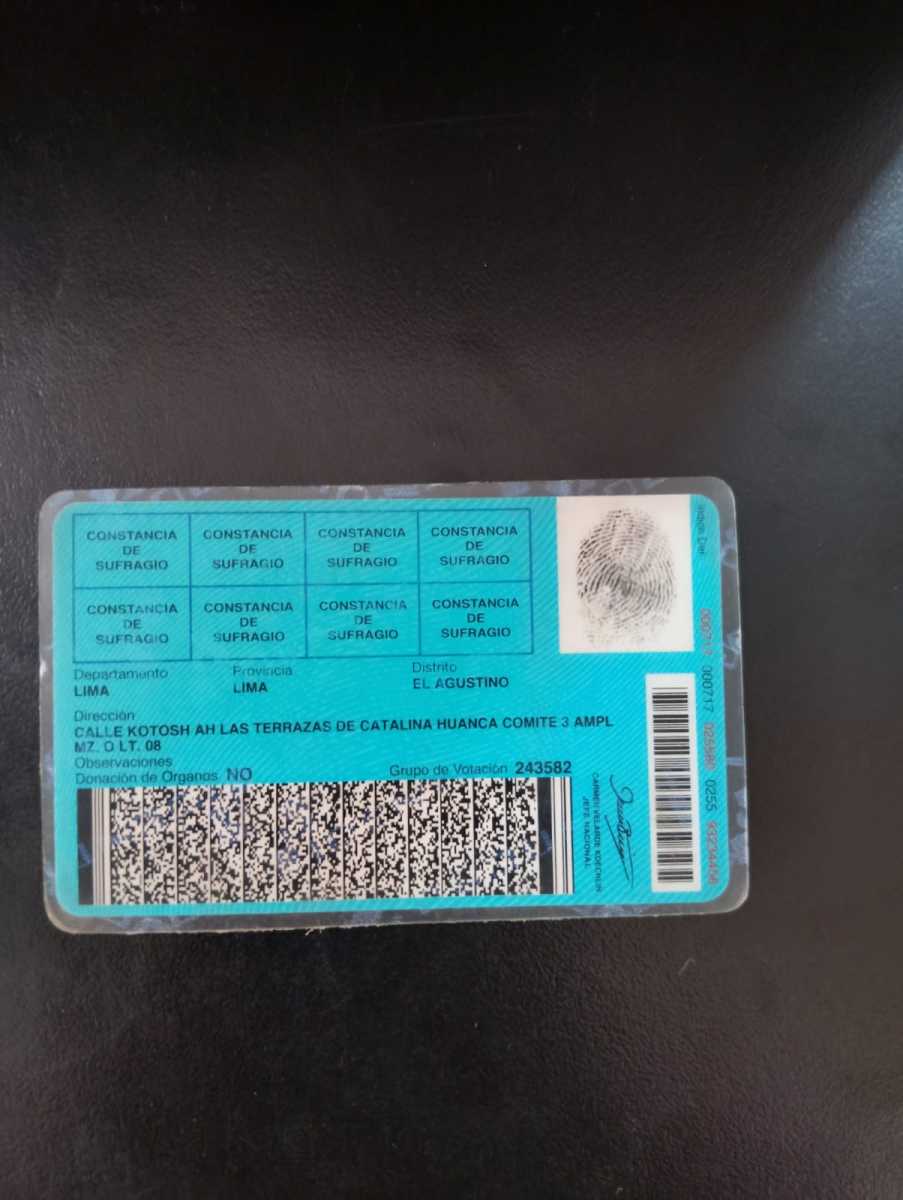 CONSTANCIA DE SUFRAGIO
CONSTANCIA DE SUFRAGIO
CONSTANCIA DE SUFRAGIO
CONSTANCIA DE SUFRAGIO
CONSTANCIA DE SUFRAGIO
CONSTANCIA DE SUFRAGIO
CONSTANCIA DE SUFRAGIO
CONSTANCIA DE SUFRAGIO
Departamento Provincia Distrito
LIMA LIMA EL AGUSTINO
Dirección
CALLE KOTOSH AH LAS TERRAZAS DE CATALINA HUANCA COMITE 3 AMPL
MZ. O LT. 08
Observaciones
Donación de Organos NO Grupo de Votación 243582
CARMEN VELARDE KOECHLIN
JEFE NACIONAL
000717 0255